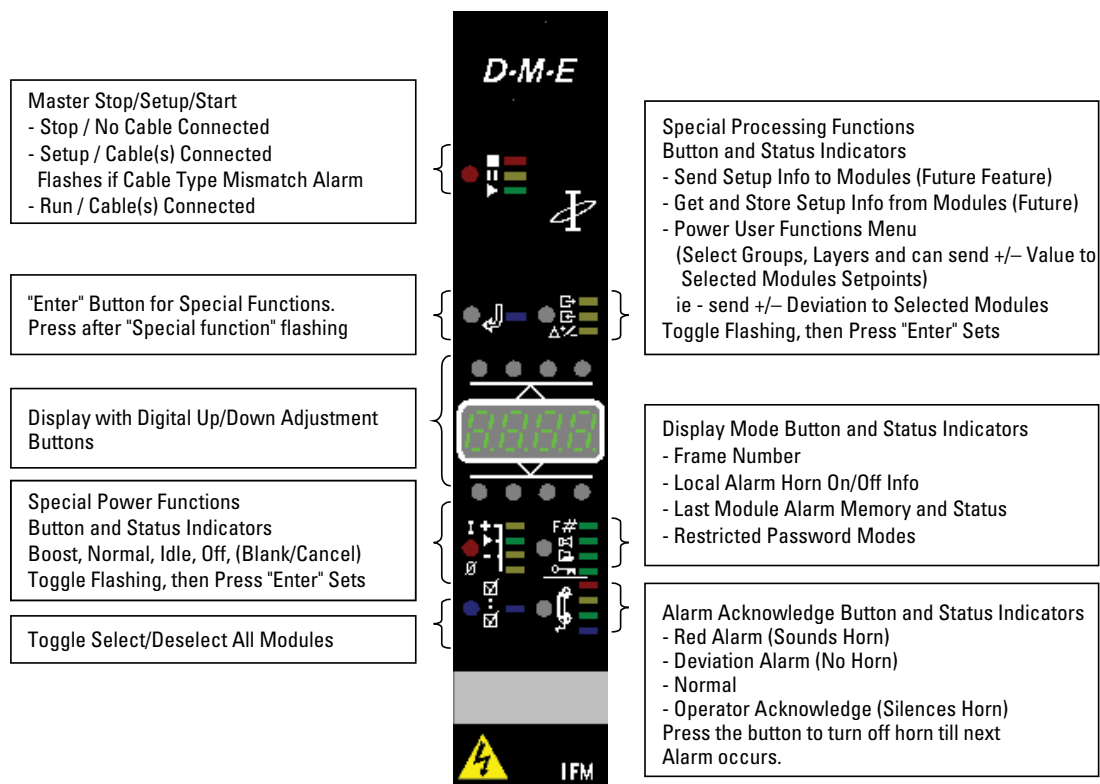 D-M-E
Master Stop/Setup/Start
- Stop / No Cable Connected
- Setup / Cable(s) Connected
Flashes if Cable Type Mismatch Alarm
- Run / Cable(s) Connected
"Enter" Button for Special Functions.
Press after "Special function" flashing
Display with Digital Up/Down Adjustment
Buttons
Special Power Functions
Button and Status Indicators
Boost, Normal, Idle, Off, (Blank/Cancel)
Toggle Flashing, then Press "Enter" Sets
Toggle Select/Deselect All Modules
Δ+/-
8888
I +
-
Ø
F#
IFM
Special Processing Functions
Button and Status Indicators
- Send Setup Info to Modules (Future Feature)
- Get and Store Setup Info from Modules (Future)
- Power User Functions Menu
(Select Groups, Layers and can send +/– Value to
Selected Modules Setpoints)
ie - send +/– Deviation to Selected Modules
Toggle Flashing, then Press "Enter" Sets
Display Mode Button and Status Indicators
- Frame Number
- Local Alarm Horn On/Off Info
- Last Module Alarm Memory and Status
- Restricted Password Modes
Alarm Acknowledge Button and Status Indicators
- Red Alarm (Sounds Horn)
- Deviation Alarm (No Horn)
- Normal
- Operator Acknowledge (Silences Horn)
Press the button to turn off horn till next
Alarm occurs.